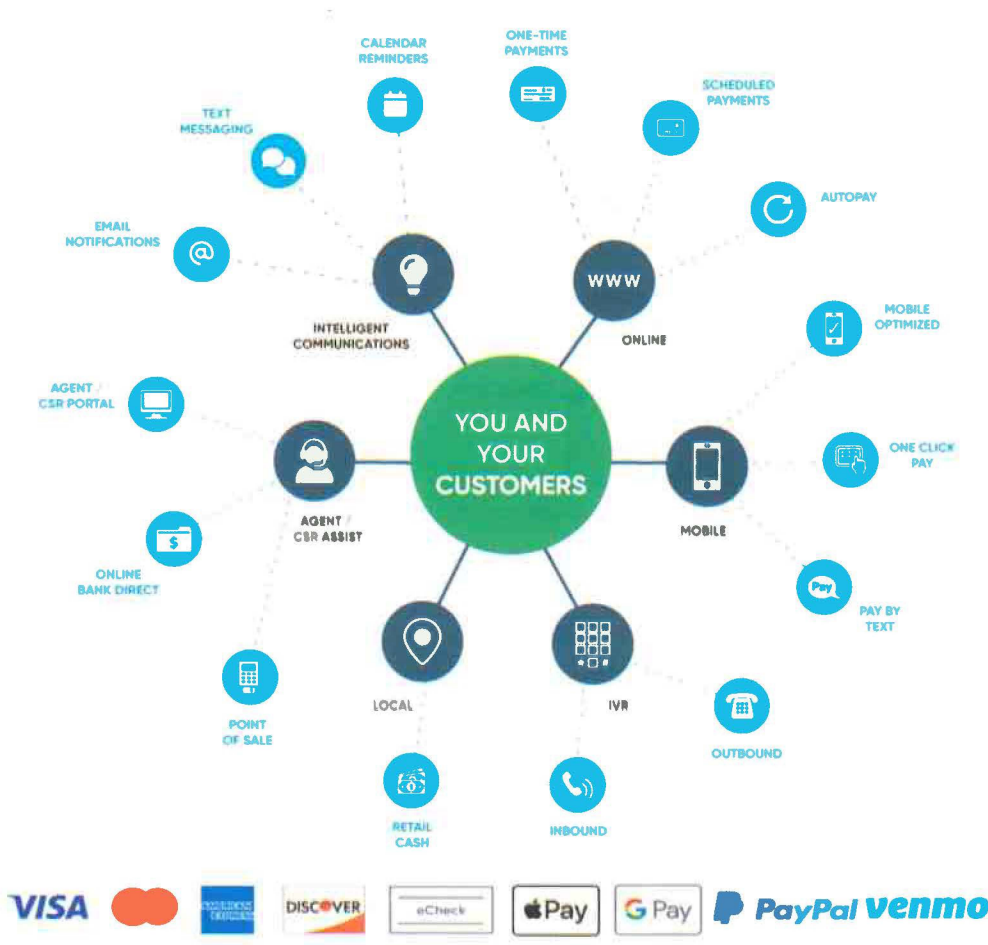 CALENDAR
REMINDERS
ONE-TIME
PAYMENTS
SCHEDULED
PAYMENTS
TEXT
MESSAGING
AUTOPAY
EMAIL
NOTIFICATIONS
@
WWW
MOBILE
OPTIMIZED
INTELLIGENT
COMMUNICATIONS
ONLINE
AGENT /
CSR PORTAL
YOU AND
YOUR
CUSTOMERS
ONE CLICK
PAY
AGENT /
CSR ASSIST
MOBILE
$
ONLINE
BANK DIRECT
Pay
PAY BY
TEXT
LOCAL
IVR
POINT
OF SALE
OUTBOUND
RETAIL
CASH
INBOUND
VISA
AMERICAN
EXPRESS
DISCOVER
eCheck
Pay
G Pay
PayPal
venmo